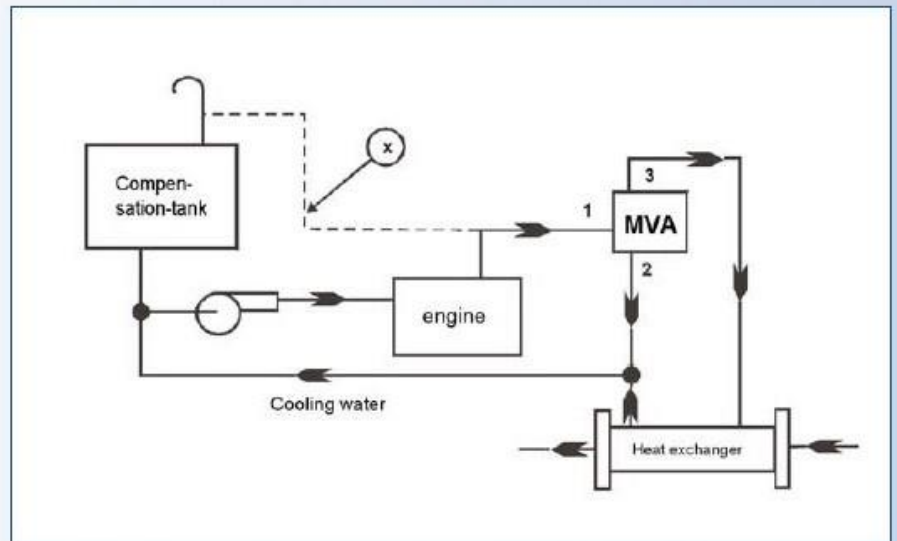 x
Compen-
sation-tank
3
1
MVA
2
engine
Cooling water
Heat exchanger